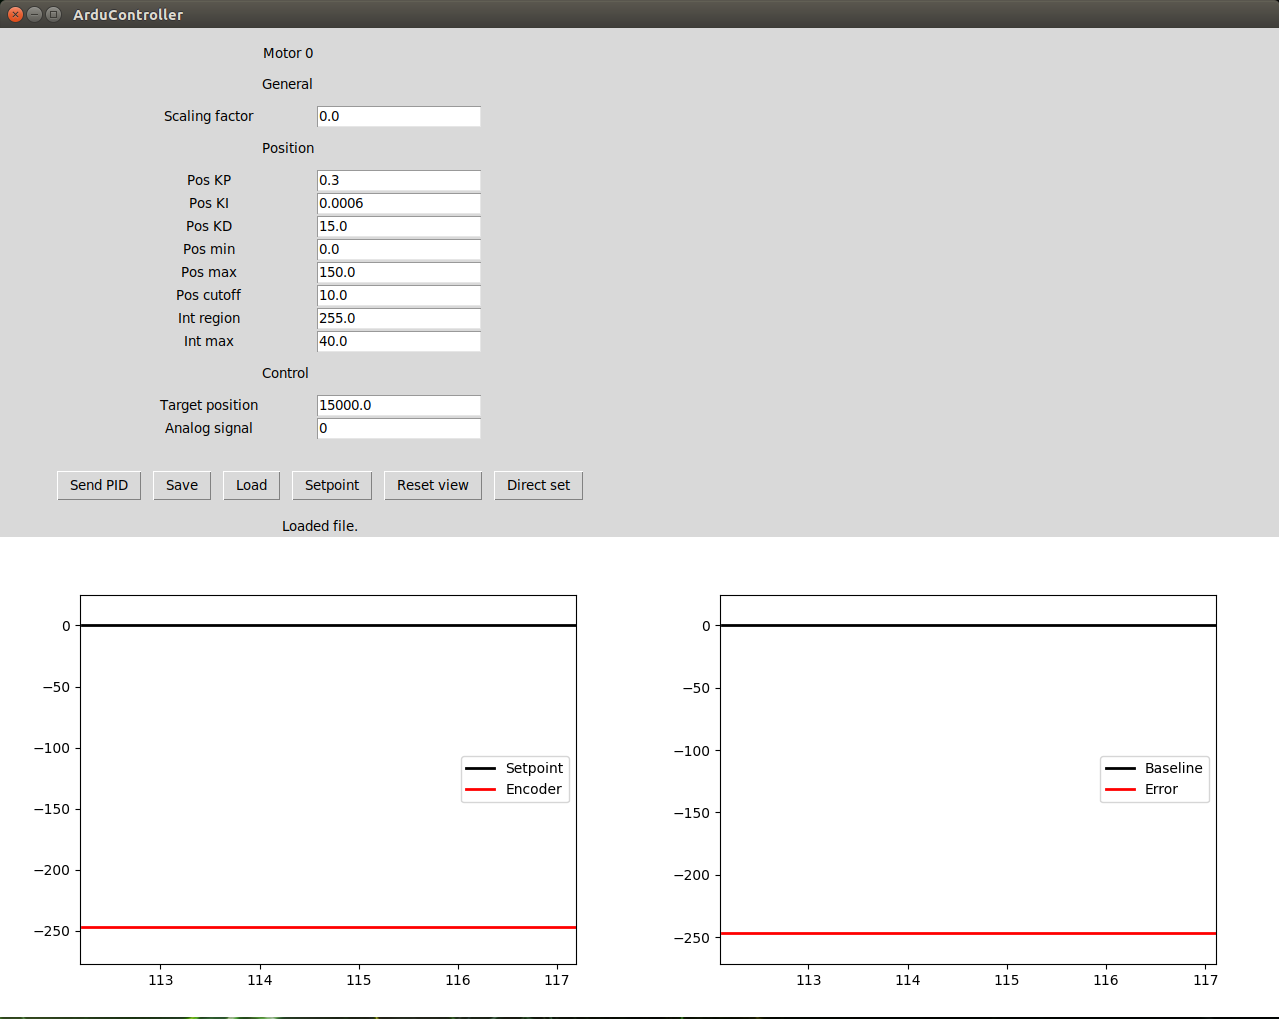 ArduController
Motor 0
General
Scaling factor 0.0
Position
Pos KP 0.3
Pos KI 0.0006
Pos KD 15.0
Pos min 0.0
Pos max 150.0
Pos cutoff 10.0
Int region 255.0
Int max 40.0
Control
Target position 15000.0
Analog signal 0
Send PID Save Load Setpoint Reset view Direct set
Loaded file.
0
−50
−100
−150
−200
−250
Setpoint
Encoder
113 114 115 116 117
0
−50
−100
−150
−200
−250
Baseline
Error
113 114 115 116 117